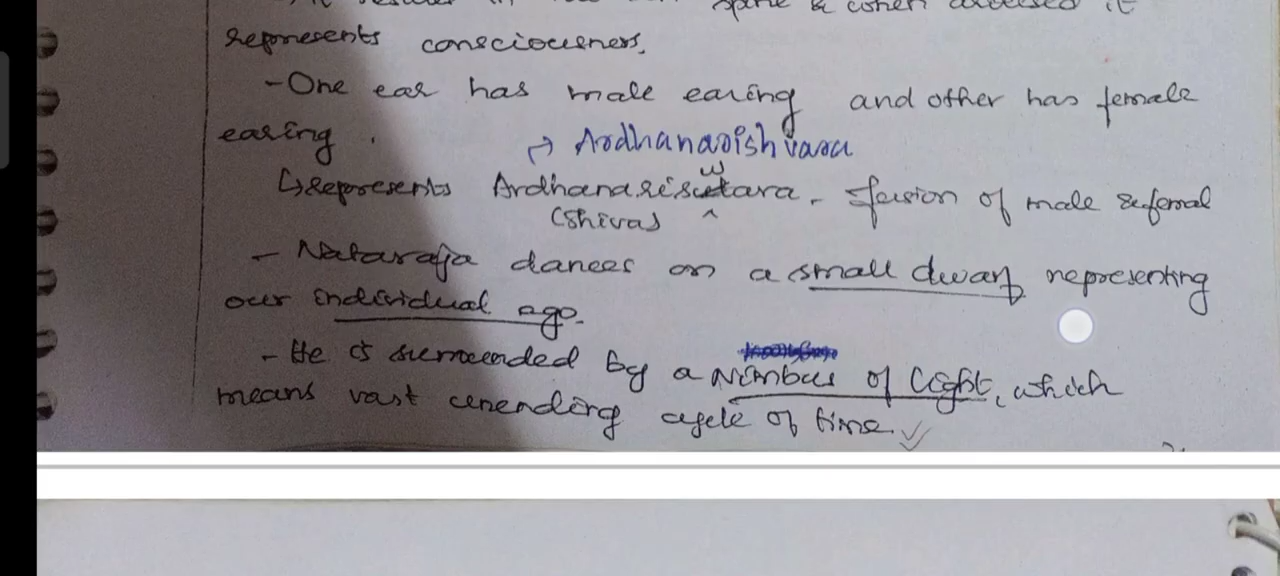 represents consciousness.
- One ear has male earing and other has female
earing.
↱ Ardhanarishvara
↳ represents Ardhanariswara - fusion of male & femal
(Shiva)
- Nataraja dances on a small dwarf representing
our individual ego.
- He is surrounded by a Nimbus of Light, which
means vast unending cycle of time.